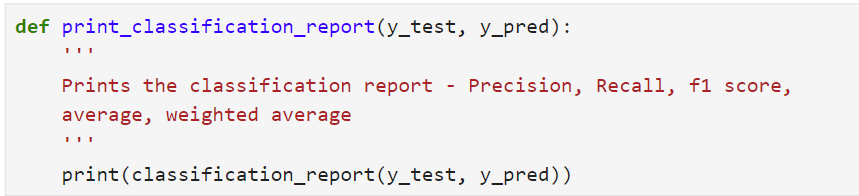 def print_classification_report(y_test, y_pred):
    '''
    Prints the classification report - Precision, Recall, f1 score,
    average, weighted average
    '''
    print(classification_report(y_test, y_pred))